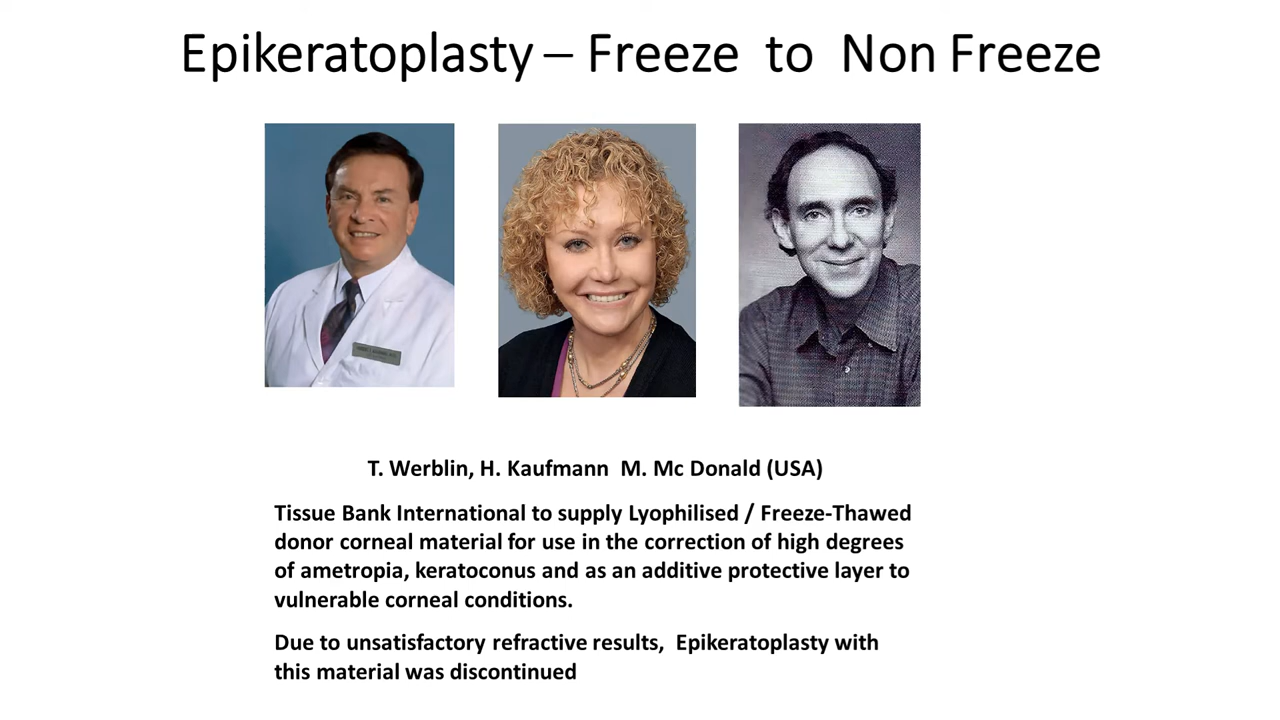 Epikeratoplasty – Freeze to Non Freeze
T. Werblin, H. Kaufmann M. Mc Donald (USA)
Tissue Bank International to supply Lyophilised / Freeze-Thawed
donor corneal material for use in the correction of high degrees
of ametropia, keratoconus and as an additive protective layer to
vulnerable corneal conditions.
Due to unsatisfactory refractive results, Epikeratoplasty with
this material was discontinued